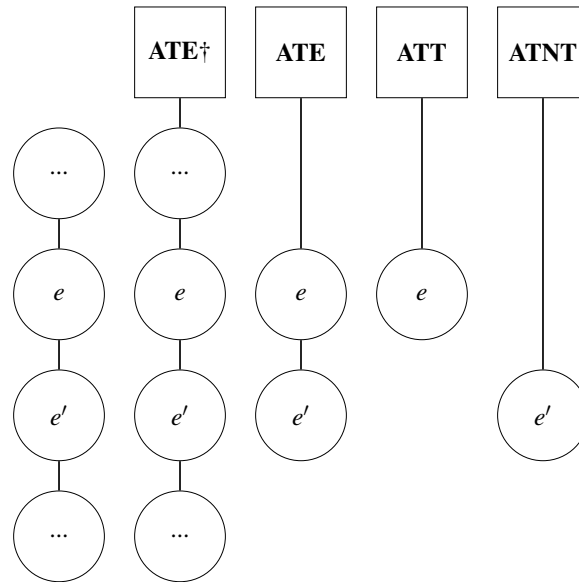 ATE† ATE ATT ATNT
... ...
e e e e
e′ e′ e′ e′
... ...